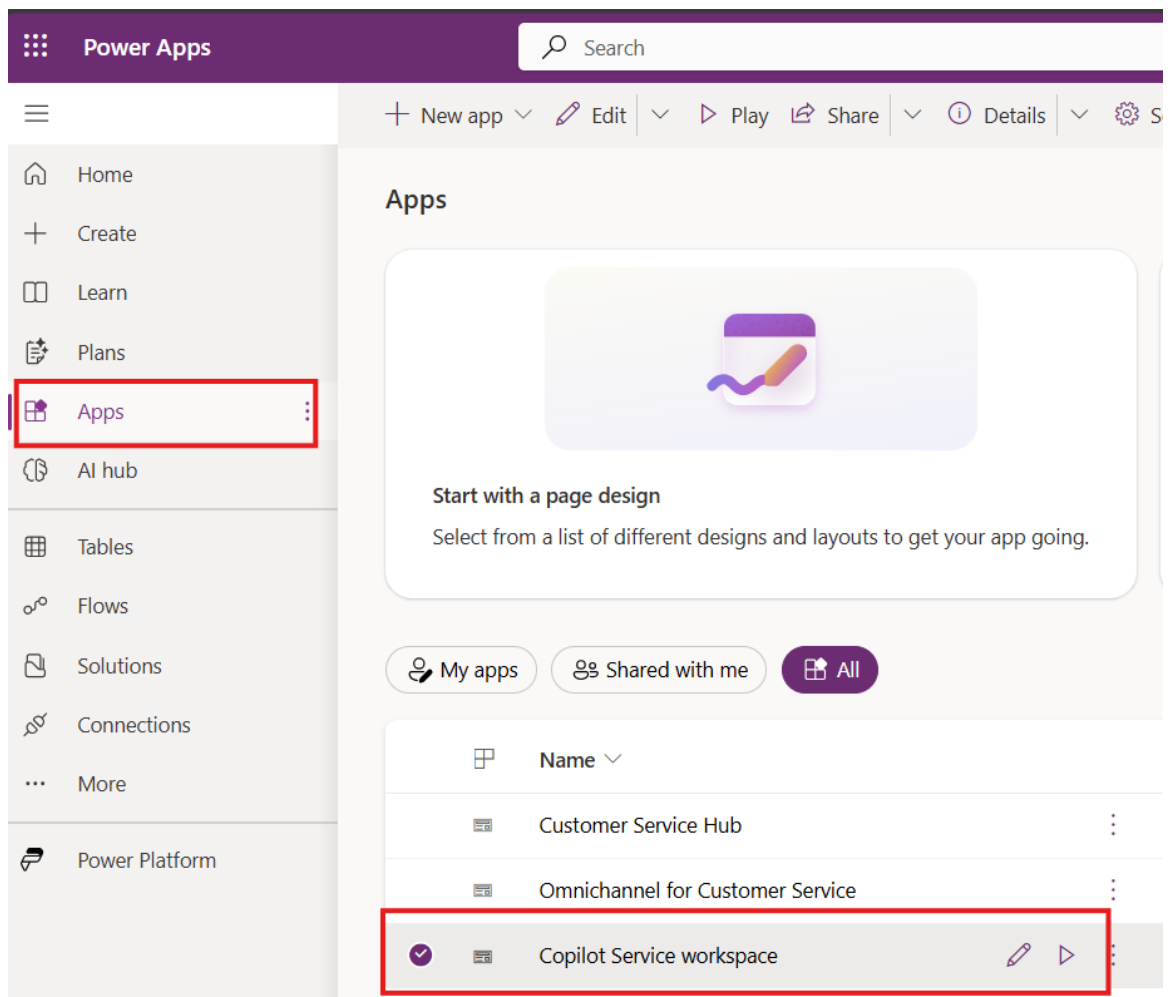 Power Apps
Search
New app
Edit
Play
Share
Details
Home
Create
Learn
Plans
Apps
AI hub
Tables
Flows
Solutions
Connections
More
Power Platform
Apps
Start with a page design
Select from a list of different designs and layouts to get your app going.
My apps
Shared with me
All
Name
Customer Service Hub
Omnichannel for Customer Service
Copilot Service workspace